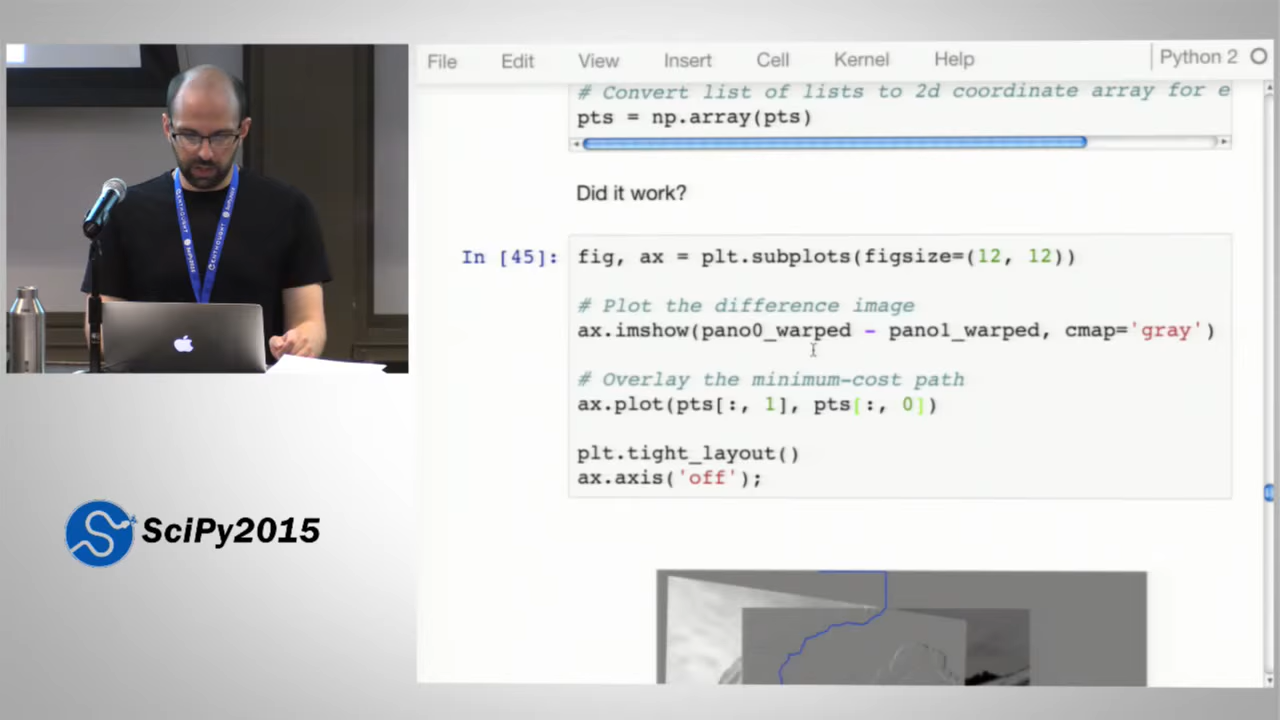 File Edit View Insert Cell Kernel Help Python 2
# Convert list of lists to 2d coordinate array for e
pts = np.array(pts)
Did it work?
In [45]: fig, ax = plt.subplots(figsize=(12, 12))
# Plot the difference image
ax.imshow(pano0_warped - pano1_warped, cmap='gray')
# Overlay the minimum-cost path
ax.plot(pts[:, 1], pts[:, 0])
plt.tight_layout()
ax.axis('off');
SciPy2015